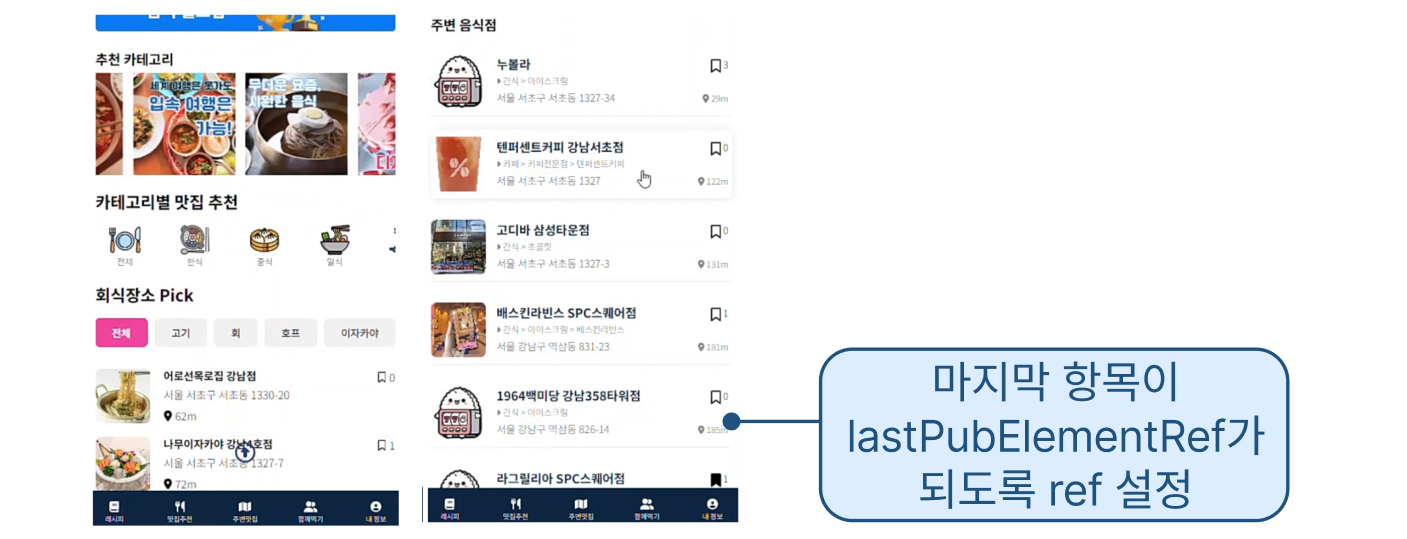 추천 카테고리
세계 여행은 못가도
입속 여행은
가능!
무더운 요즘,
시원한 음식
카테고리별 맛집 추천
전체
한식
중식
일식
회식장소 Pick
전체
고기
회
호프
이자카야
어로선목로집 강남점
0
서울 서초구 서초동 1330-20
62m
나무이자카야 강남4호점
1
서울 서초구 서초동 1327-7
72m
레시피
맛집추천
주변맛집
함께먹기
내 정보
주변 음식점
누볼라
3
간식 > 아이스크림
서울 서초구 서초동 1327-34
29m
텐퍼센트커피 강남서초점
0
카페 > 커피전문점 > 텐퍼센트커피
서울 서초구 서초동 1327
122m
%
고디바 삼성타운점
0
간식 > 초콜릿
서울 서초구 서초동 1327-3
131m
배스킨라빈스 SPC스퀘어점
1
간식 > 아이스크림 > 배스킨라빈스
서울 강남구 역삼동 831-23
181m
1964백미당 강남358타워점
0
간식 > 아이스크림
서울 강남구 역삼동 826-14
185m
라그릴리아 SPC스퀘어점
1
레시피
맛집추천
주변맛집
함께먹기
내 정보
마지막 항목이
lastPubElementRef가
되도록 ref 설정